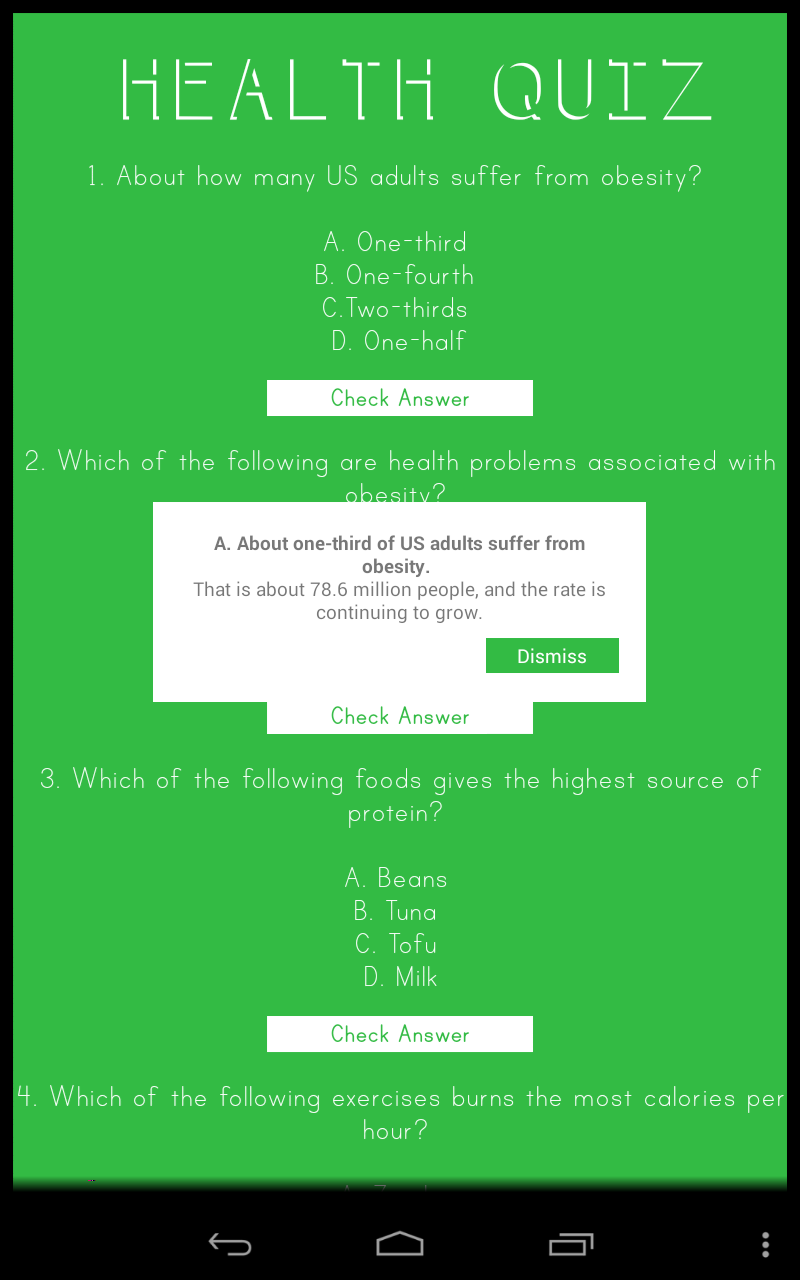 HEALTH QUIZ
1. About how many US adults suffer from obesity?
A. One-third
B. One-fourth
C.Two-thirds
D. One-half
Check Answer
2. Which of the following are health problems associated with
obesity?
A. About one-third of US adults suffer from
obesity.
That is about 78.6 million people, and the rate is
continuing to grow.
Dismiss
Check Answer
3. Which of the following foods gives the highest source of
protein?
A. Beans
B. Tuna
C. Tofu
D. Milk
Check Answer
4. Which of the following exercises burns the most calories per
hour?